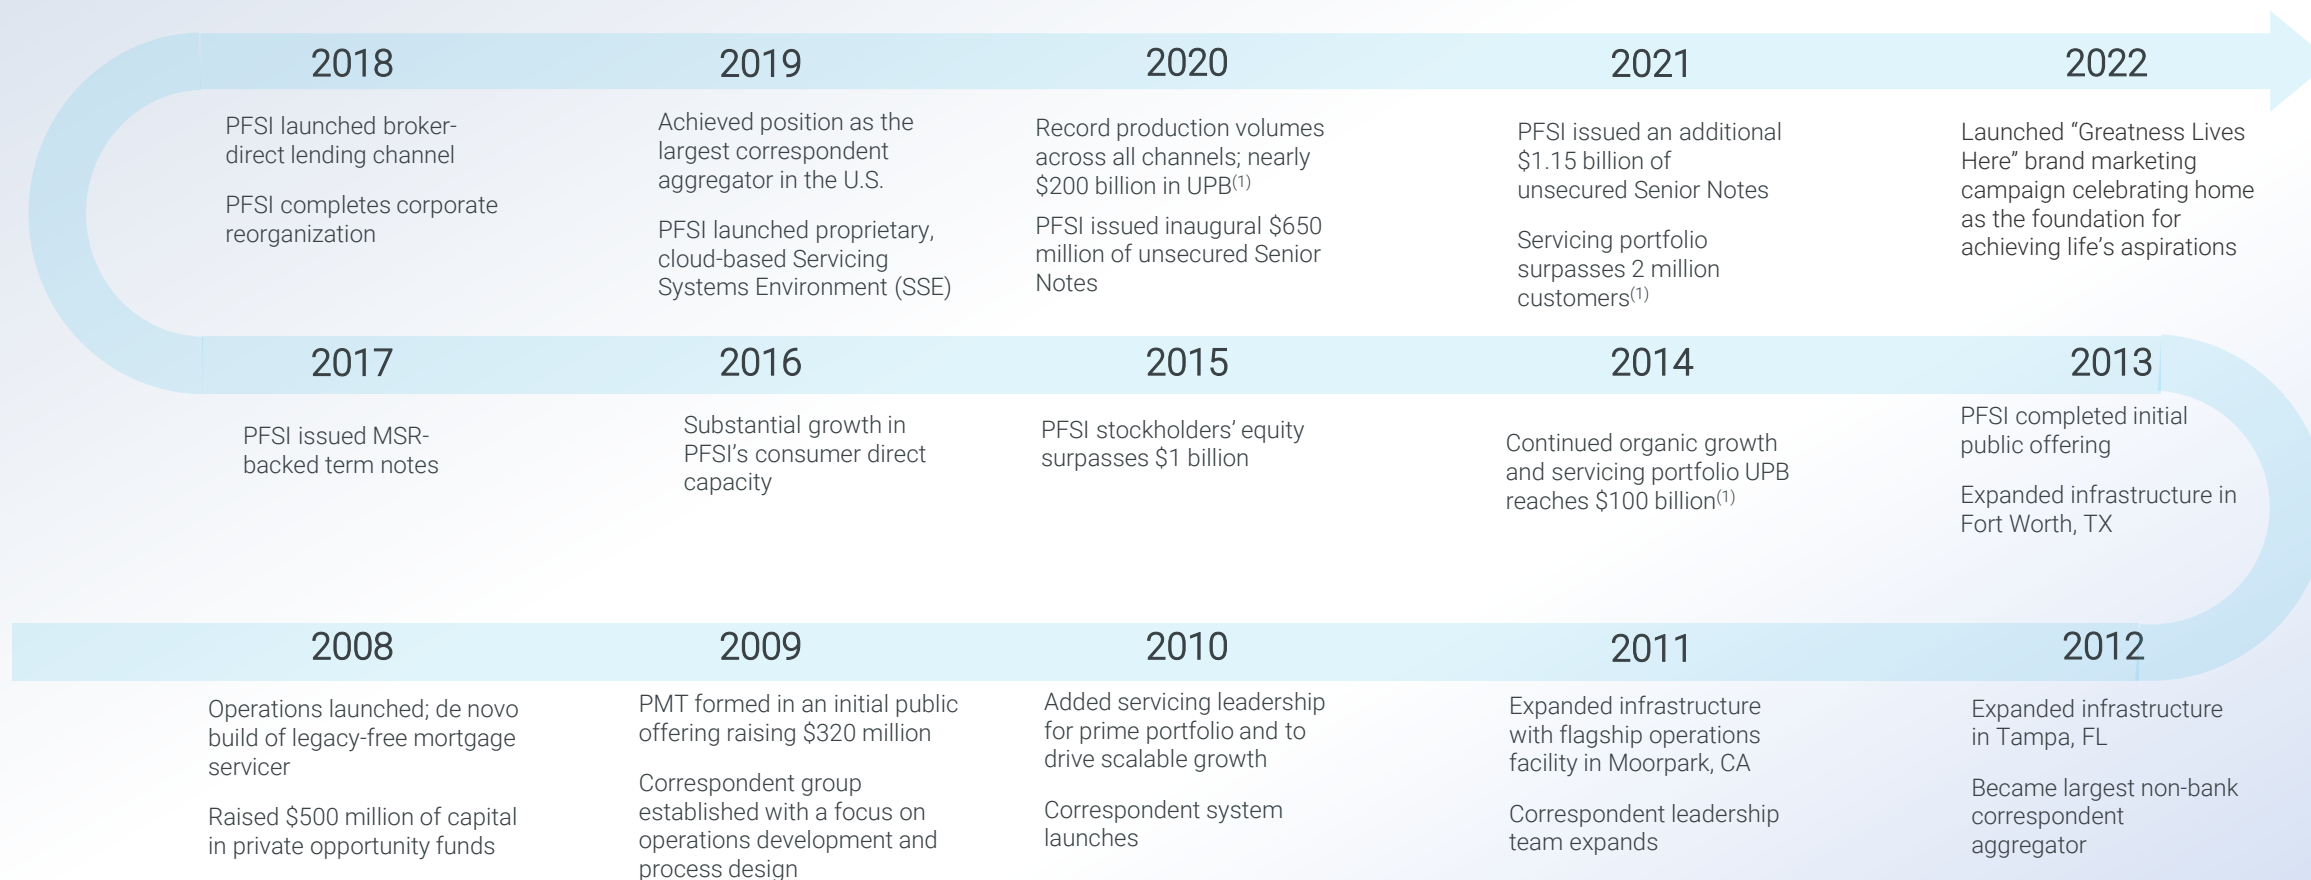 2018
PFSI launched broker-
direct lending channel
PFSI completes corporate
reorganization
2019
Achieved position as the
largest correspondent
aggregator in the U.S.
PFSI launched proprietary,
cloud-based Servicing
Systems Environment (SSE)
2020
Record production volumes
across all channels; nearly
$200 billion in UPB(1)
PFSI issued inaugural $650
million of unsecured Senior
Notes
2021
PFSI issued an additional
$1.15 billion of
unsecured Senior Notes
Servicing portfolio
surpasses 2 million
customers(1)
2022
Launched “Greatness Lives
Here” brand marketing
campaign celebrating home
as the foundation for
achieving life’s aspirations
2017
PFSI issued MSR-
backed term notes
2016
Substantial growth in
PFSI’s consumer direct
capacity
2015
PFSI stockholders’ equity
surpasses $1 billion
2014
Continued organic growth
and servicing portfolio UPB
reaches $100 billion(1)
2013
PFSI completed initial
public offering
Expanded infrastructure in
Fort Worth, TX
2008
Operations launched; de novo
build of legacy-free mortgage
servicer
Raised $500 million of capital
in private opportunity funds
2009
PMT formed in an initial public
offering raising $320 million
Correspondent group
established with a focus on
operations development and
process design
2010
Added servicing leadership
for prime portfolio and to
drive scalable growth
Correspondent system
launches
2011
Expanded infrastructure
with flagship operations
facility in Moorpark, CA
Correspondent leadership
team expands
2012
Expanded infrastructure
in Tampa, FL
Became largest non-bank
correspondent
aggregator